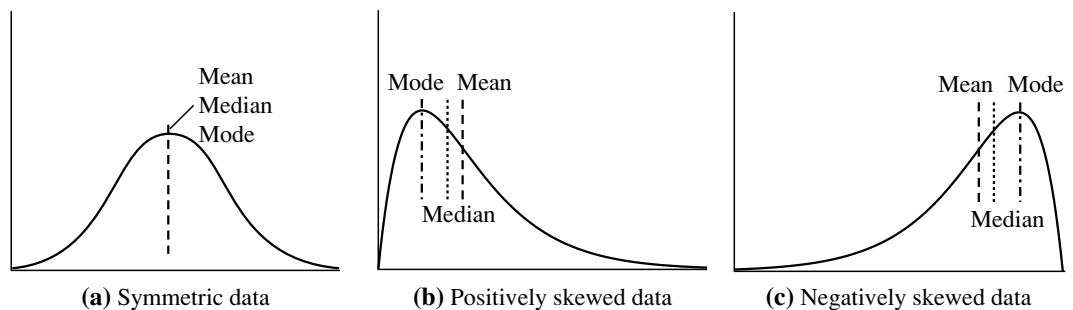 Mean
Median
Mode
(a) Symmetric data
Mode Mean
Median
(b) Positively skewed data
Mean Mode
Median
(c) Negatively skewed data